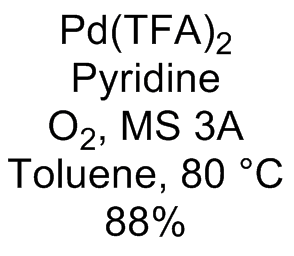 Pd(TFA)₂
Pyridine
O₂, MS 3A
Toluene, 80 °C
88%